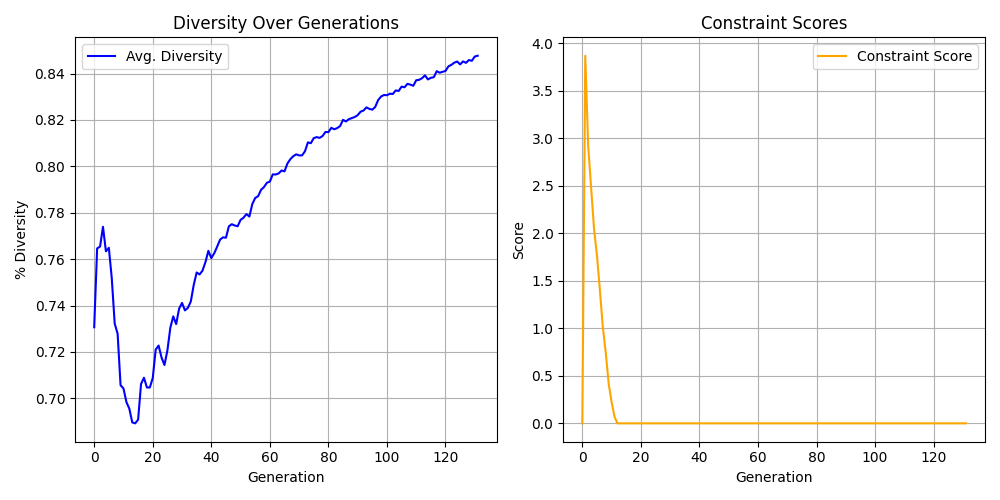 Diversity Over Generations
Avg. Diversity
% Diversity
0.84
0.82
0.80
0.78
0.76
0.74
0.72
0.70
0 20 40 60 80 100 120
Generation
Constraint Scores
Constraint Score
Score
4.0
3.5
3.0
2.5
2.0
1.5
1.0
0.5
0.0
0 20 40 60 80 100 120
Generation